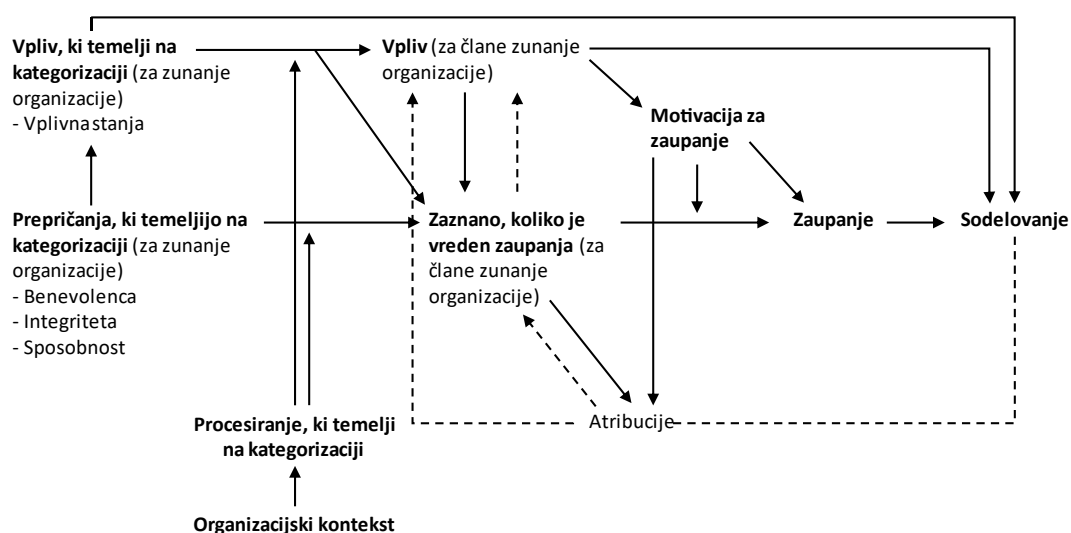 Vpliv, ki temelji na
kategorizaciji (za zunanje
organizacije)
- Vplivnastanja
Vpliv (za člane zunanje
organizacije)
Motivacija za
zaupanje
Prepričanja, ki temeljijo na
kategorizaciji (za zunanje
organizacije)
- Benevolenca
- Integriteta
- Sposobnost
Zaznano, koliko je
vreden zaupanja (za
člane zunanje
organizacije)
Zaupanje
Sodelovanje
Procesiranje, ki temelji
na kategorizaciji
Atribucije
Organizacijski kontekst